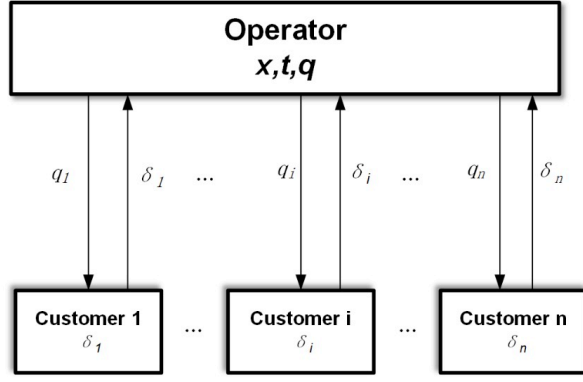 Operator
x,t,q
q1 δ1 ... qi δi ... qn δn
Customer 1 ... Customer i ... Customer n
δ1 δi δn